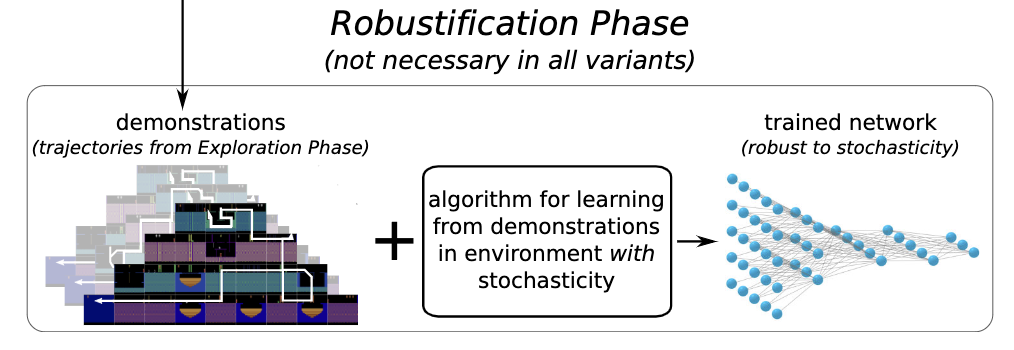 Robustification Phase
(not necessary in all variants)
demonstrations
(trajectories from Exploration Phase)
+
algorithm for learning
from demonstrations
in environment with
stochasticity
trained network
(robust to stochasticity)